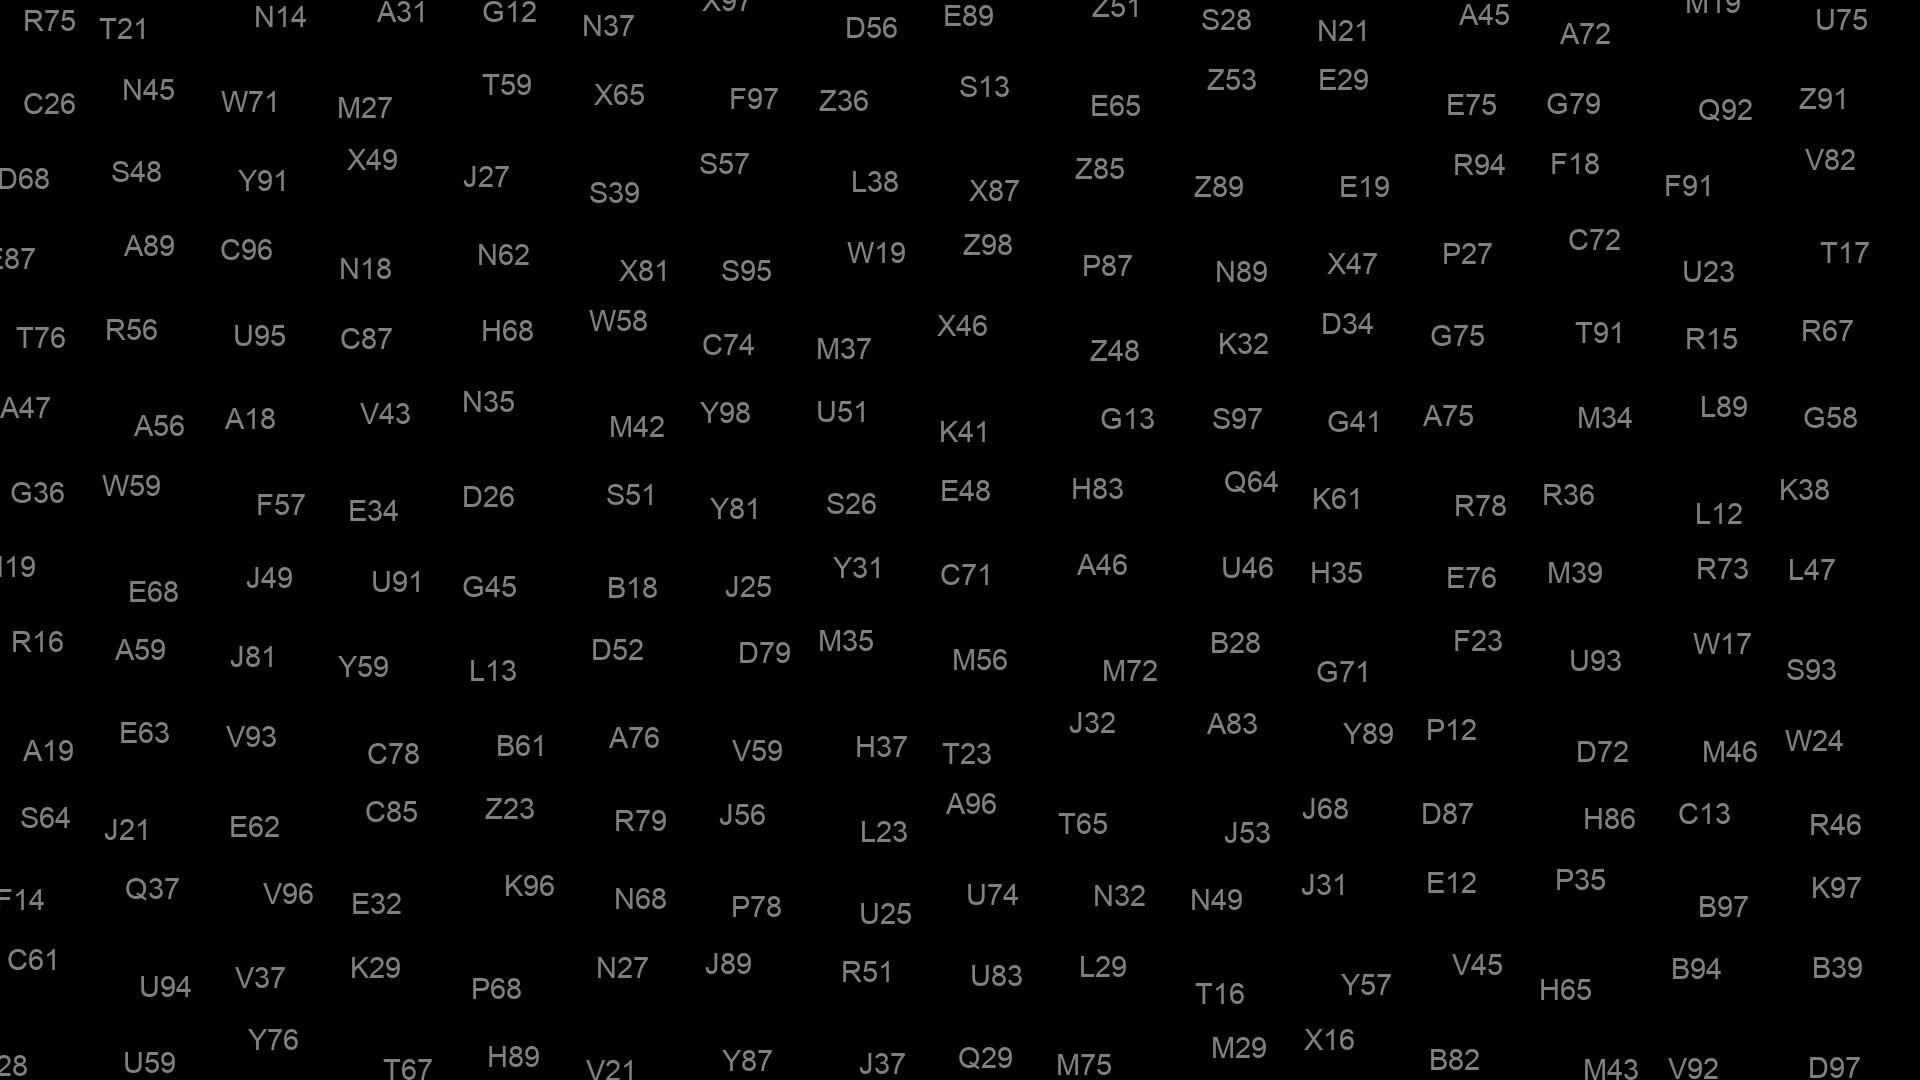 R75 T21 N14 A31 G12 N37 X97 D56 E89 Z51 S28 N21 A45 A72 M19 U75
C26 N45 W71 M27 T59 X65 F97 Z36 S13 E65 Z53 E29 E75 G79 Q92 Z91
D68 S48 Y91 X49 J27 S39 S57 L38 X87 Z85 Z89 E19 R94 F18 F91 V82
87 A89 C96 N18 N62 X81 S95 W19 Z98 P87 N89 X47 P27 C72 U23 T17
T76 R56 U95 C87 H68 W58 C74 M37 X46 Z48 K32 D34 G75 T91 R15 R67
A47 A56 A18 V43 N35 M42 Y98 U51 K41 G13 S97 G41 A75 M34 L89 G58
G36 W59 F57 E34 D26 S51 Y81 S26 E48 H83 Q64 K61 R78 R36 L12 K38
19 E68 J49 U91 G45 B18 J25 Y31 C71 A46 U46 H35 E76 M39 R73 L47
R16 A59 J81 Y59 L13 D52 D79 M35 M56 M72 B28 G71 F23 U93 W17 S93
A19 E63 V93 C78 B61 A76 V59 H37 T23 J32 A83 Y89 P12 D72 M46 W24
S64 J21 E62 C85 Z23 R79 J56 L23 A96 T65 J53 J68 D87 H86 C13 R46
F14 Q37 V96 E32 K96 N68 P78 U25 U74 N32 N49 J31 E12 P35 B97 K97
C61 U94 V37 K29 P68 N27 J89 R51 U83 L29 T16 Y57 V45 H65 B94 B39
28 U59 Y76 T67 H89 V21 Y87 J37 Q29 M75 M29 X16 B82 M43 V92 D97